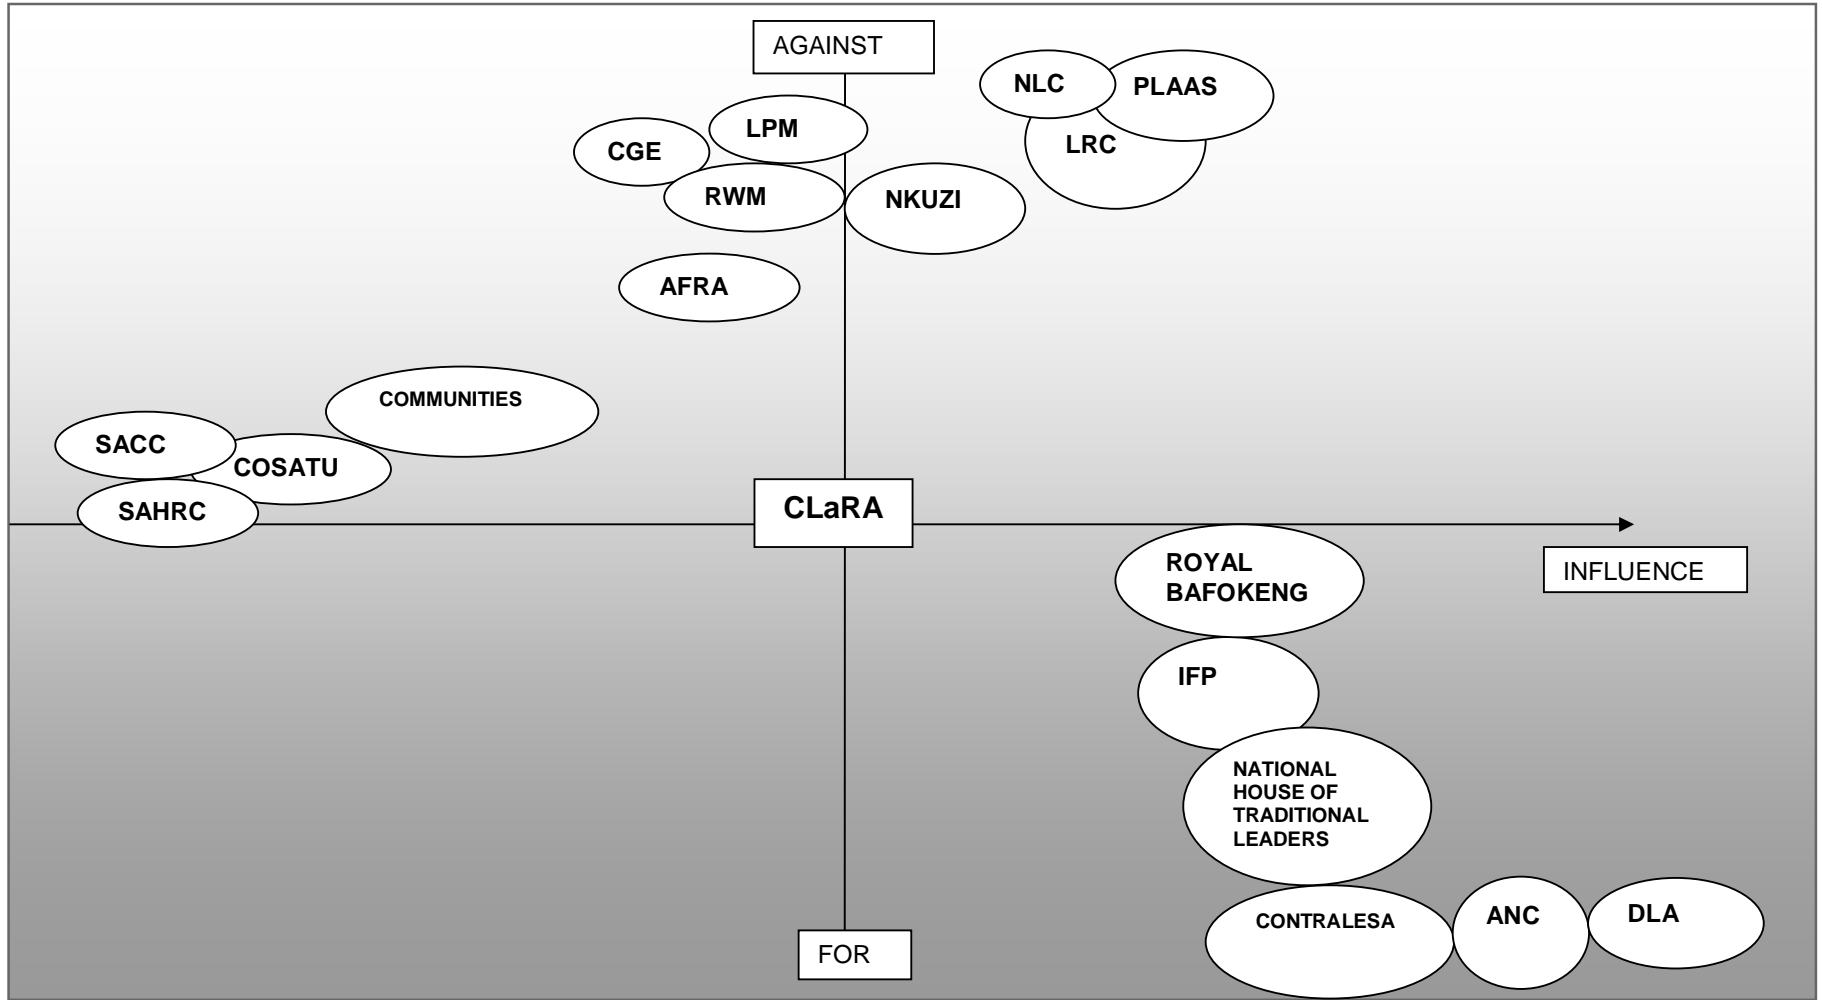 AGAINST
NLC
PLAAS
LPM
LRC
CGE
RWM
NKUZI
AFRA
COMMUNITIES
SACC
COSATU
SAHRC
CLaRA
INFLUENCE
ROYAL
BAFOKENG
IFP
NATIONAL
HOUSE OF
TRADITIONAL
LEADERS
CONTRALESA
ANC
DLA
FOR